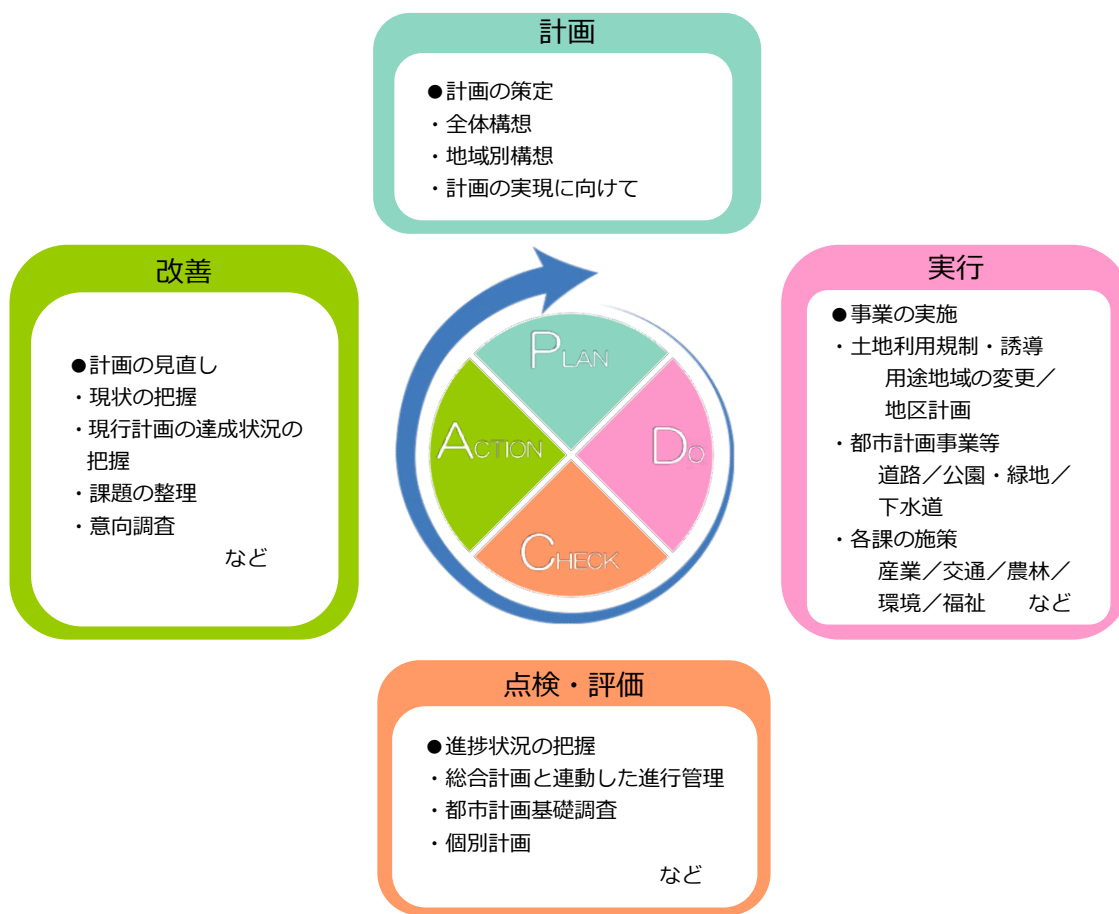 計画
●計画の策定
・全体構想
・地域別構想
・計画の実現に向けて
改善
●計画の見直し
・現状の把握
・現行計画の達成状況の
把握
・課題の整理
・意向調査
など
PLAN
ACTION
DO
CHECK
実行
●事業の実施
・土地利用規制・誘導
用途地域の変更／
地区計画
・都市計画事業等
道路／公園・緑地／
下水道
・各課の施策
産業／交通／農林／
環境／福祉　　など
点検・評価
●進捗状況の把握
・総合計画と連動した進行管理
・都市計画基礎調査
・個別計画
など